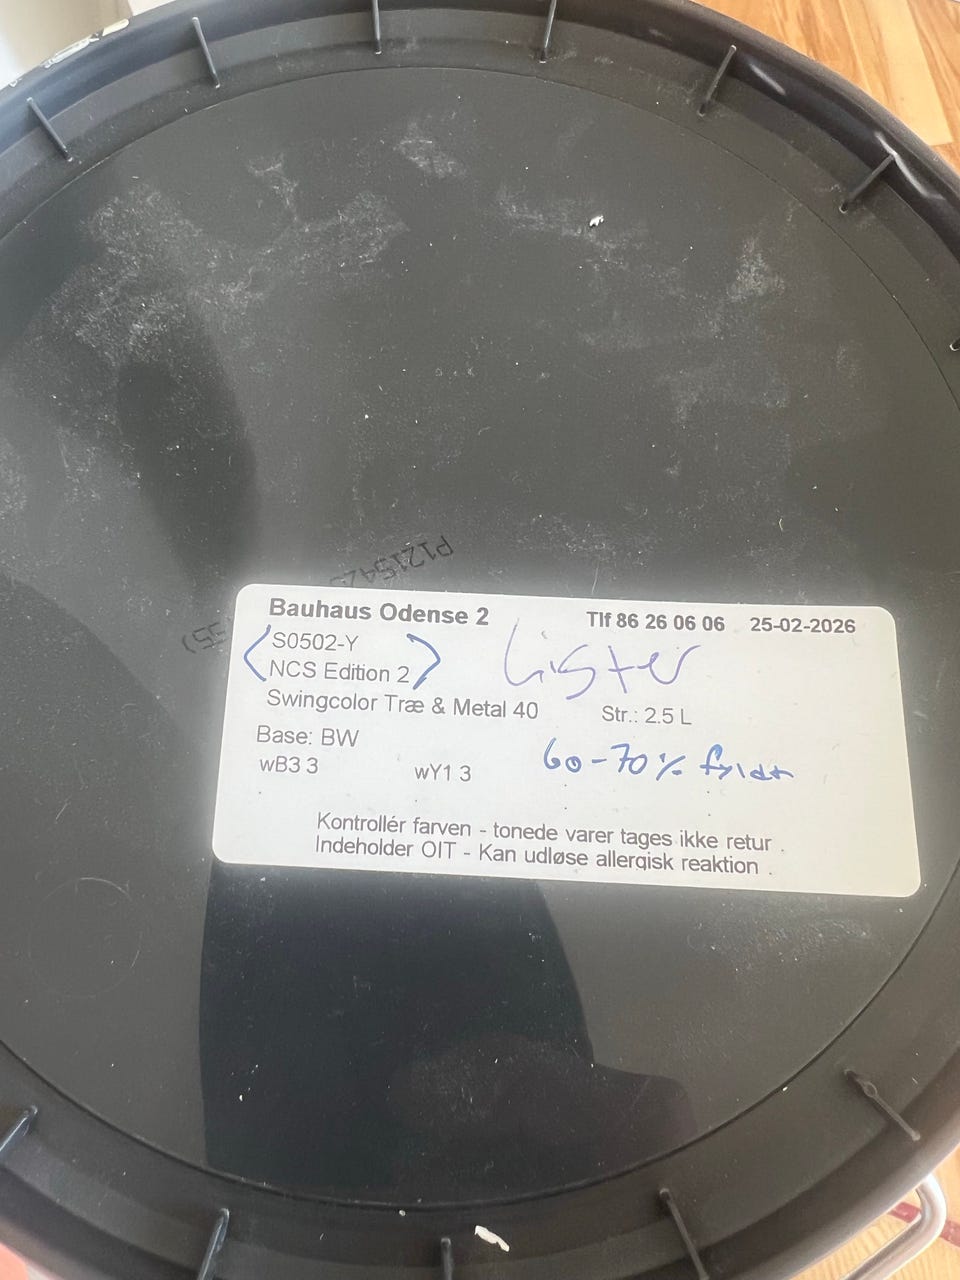 P121542
55)
Bauhaus Odense 2 Tlf 86 26 06 06 25-02-2026
S0502-Y
Lister
NCS Edition 2
Swingcolor Træ & Metal 40 Str.: 2.5 L
Base: BW
60-70% fyldt
wB3 3 wY1 3
Kontrollér farven - tonede varer tages ikke retur .
Indeholder OIT - Kan udløse allergisk reaktion .